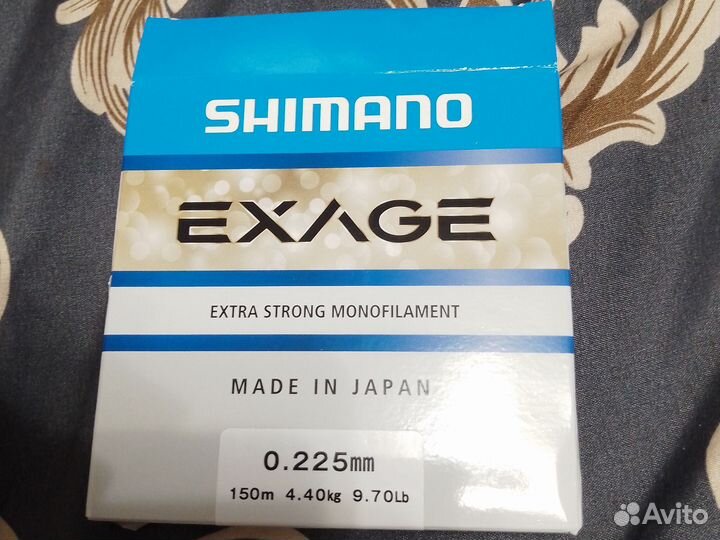 SHIMANO
EXAGE
EXTRA STRONG MONOFILAMENT
MADE IN JAPAN
0.225mm
150m 4.40kg 9.70Lb
Avito